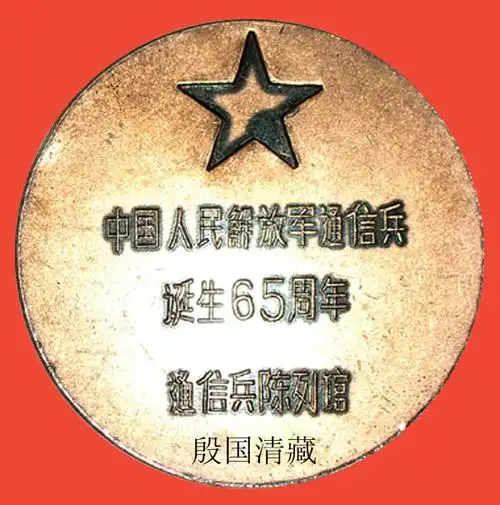 中国人民解放军通信兵
诞生65周年
通信兵陈列馆
殷国清藏